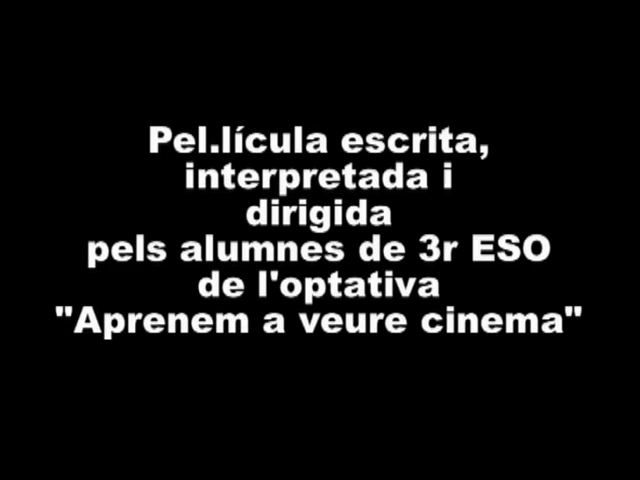 Pel.lícula escrita,
interpretada i
dirigida
pels alumnes de 3r ESO
de l'optativa
"Aprenem a veure cinema"